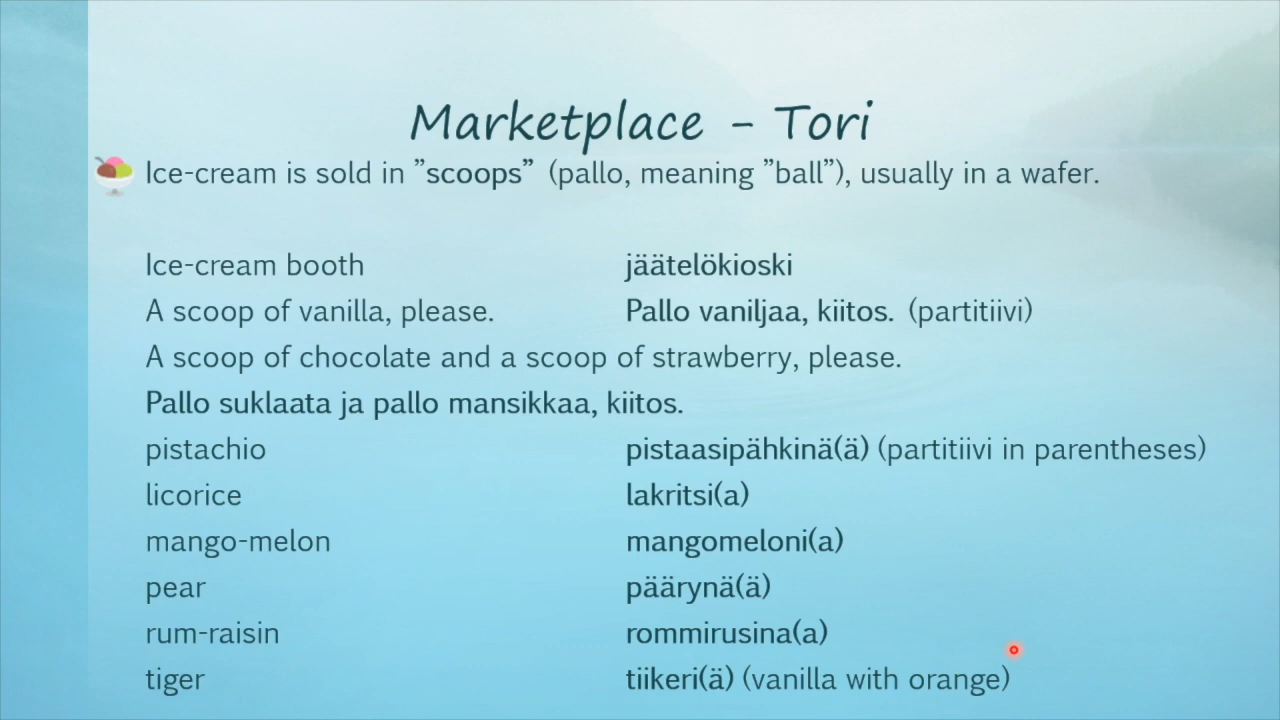 Marketplace - Tori
Ice-cream is sold in ”scoops” (pallo, meaning ”ball”), usually in a wafer.
Ice-cream booth jäätelökioski
A scoop of vanilla, please. Pallo vaniljaa, kiitos. (partitiivi)
A scoop of chocolate and a scoop of strawberry, please.
Pallo suklaata ja pallo mansikkaa, kiitos.
pistachio pistaasipähkinä(ä) (partitiivi in parentheses)
licorice lakritsi(a)
mango-melon mangomeloni(a)
pear päärynä(ä)
rum-raisin rommirusina(a)
tiger tiikeri(ä) (vanilla with orange)